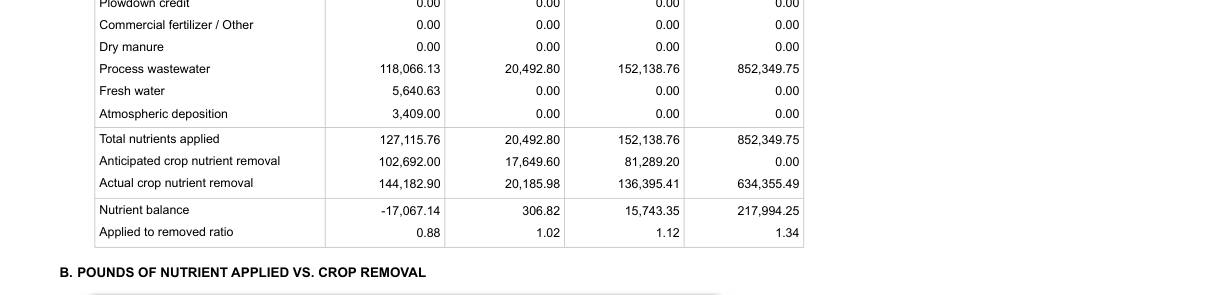 Plowdown credit 0.00 0.00 0.00 0.00
Commercial fertilizer / Other 0.00 0.00 0.00 0.00
Dry manure 0.00 0.00 0.00 0.00
Process wastewater 118,066.13 20,492.80 152,138.76 852,349.75
Fresh water 5,640.63 0.00 0.00 0.00
Atmospheric deposition 3,409.00 0.00 0.00 0.00
Total nutrients applied 127,115.76 20,492.80 152,138.76 852,349.75
Anticipated crop nutrient removal 102,692.00 17,649.60 81,289.20 0.00
Actual crop nutrient removal 144,182.90 20,185.98 136,395.41 634,355.49
Nutrient balance -17,067.14 306.82 15,743.35 217,994.25
Applied to removed ratio 0.88 1.02 1.12 1.34
B. POUNDS OF NUTRIENT APPLIED VS. CROP REMOVAL